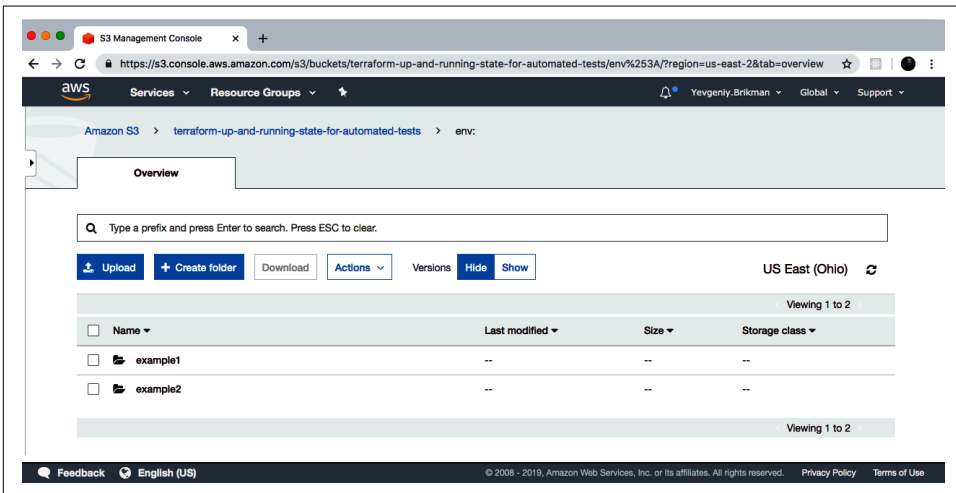 S3 Management Console
https://s3.console.aws.amazon.com/s3/buckets/terraform-up-and-running-state-for-automated-tests/env%253A/?region=us-east-2&tab=overview
aws Services Resource Groups Yevgeniy.Brikman Global Support
Amazon S3 > terraform-up-and-running-state-for-automated-tests > env:
Overview
Type a prefix and press Enter to search. Press ESC to clear.
Upload + Create folder Download Actions Versions Hide Show US East (Ohio)
Viewing 1 to 2
Name Last modified Size Storage class
example1 -- -- --
example2 -- -- --
Viewing 1 to 2
Feedback English (US) © 2008 - 2019, Amazon Web Services, Inc. or its affiliates. All rights reserved. Privacy Policy Terms of Use